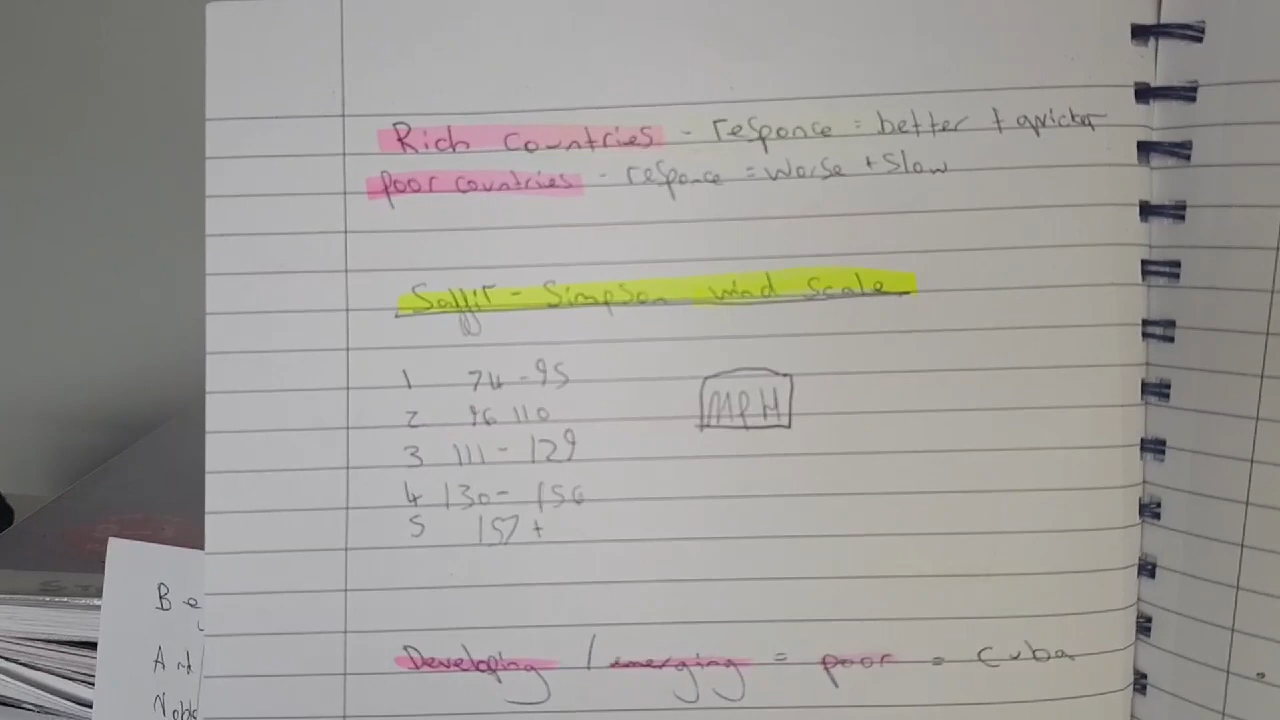 Rich Countries - responce = better + quicker
poor countries - responce = worse + slow
Saffir - Simpson wind scale
1 74 - 95
MPH
2 96 110
3 111 - 129
4 130 - 156
5 157 +
Developing / emerging = poor = Cuba
Be